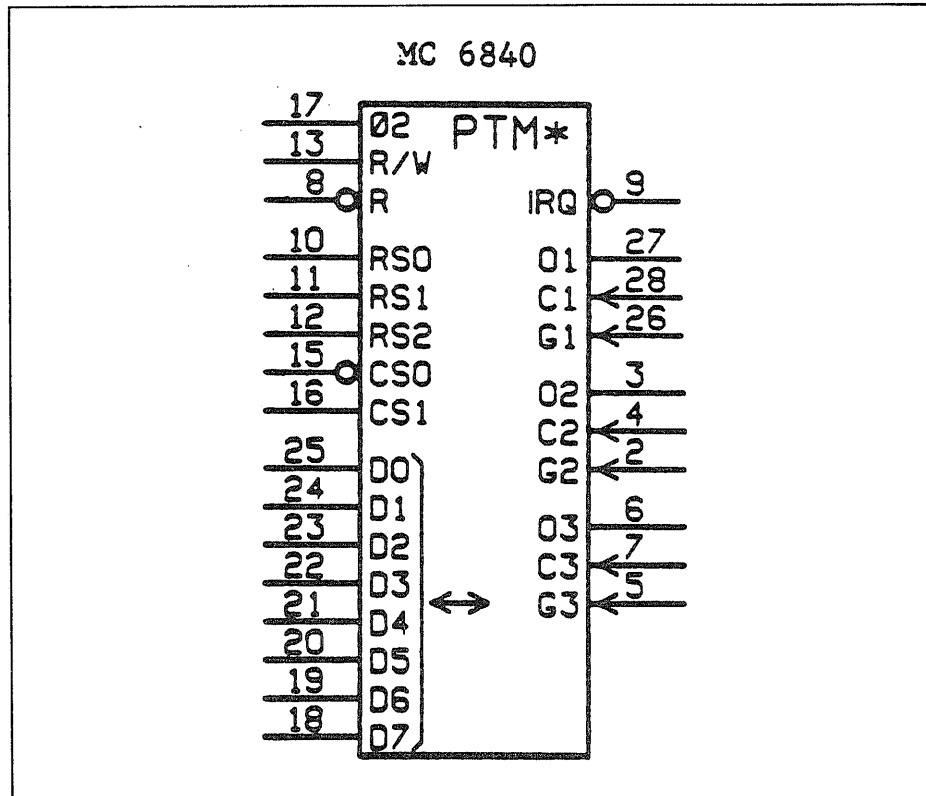 MC 6840
PTM*
17 Ø2
13 R/W
8 R
10 RS0
11 RS1
12 RS2
15 CS0
16 CS1
25 D0
24 D1
23 D2
22 D3
21 D4
20 D5
19 D6
18 D7
IRQ 9
O1 27
C1 28
G1 26
O2 3
C2 4
G2 2
O3 6
C3 7
G3 5